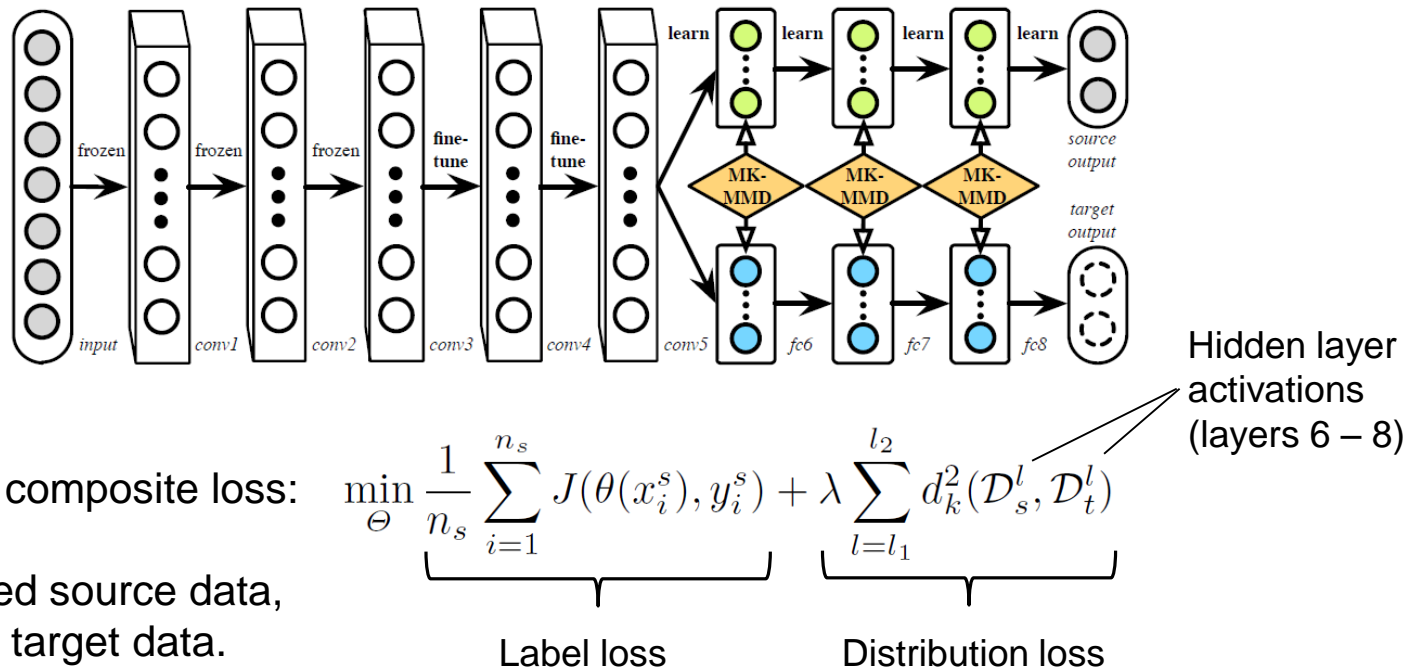 learn learn learn learn
frozen frozen frozen fine-tune fine-tune
MK-MMD MK-MMD MK-MMD
source output
target output
input conv1 conv2 conv3 conv4 conv5 fc6 fc7 fc8
Hidden layer
activations
(layers 6 – 8)
composite loss: \min_{\Theta} \frac{1}{n_s} \sum_{i=1}^{n_s} J(\theta(x_i^s), y_i^s) + \lambda \sum_{l=l_1}^{l_2} d_k^2(\mathcal{D}_s^l, \mathcal{D}_t^l)
ed source data,
target data.
Label loss Distribution loss